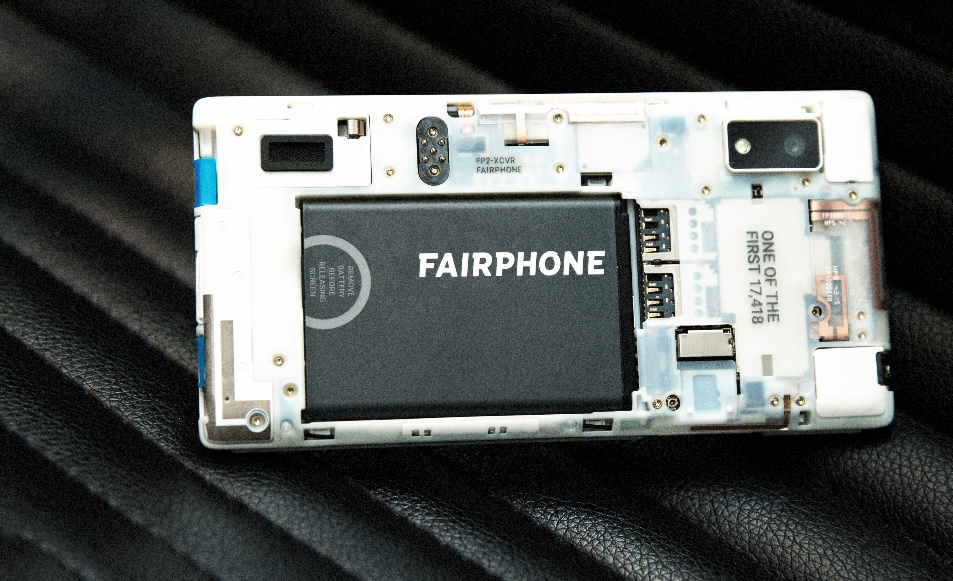 FP2-XCVR
FAIRPHONE
FAIRPHONE
REMOVE
BATTERY
BEFORE
RELEASING
SCREEN
ONE OF THE
FIRST 17,418